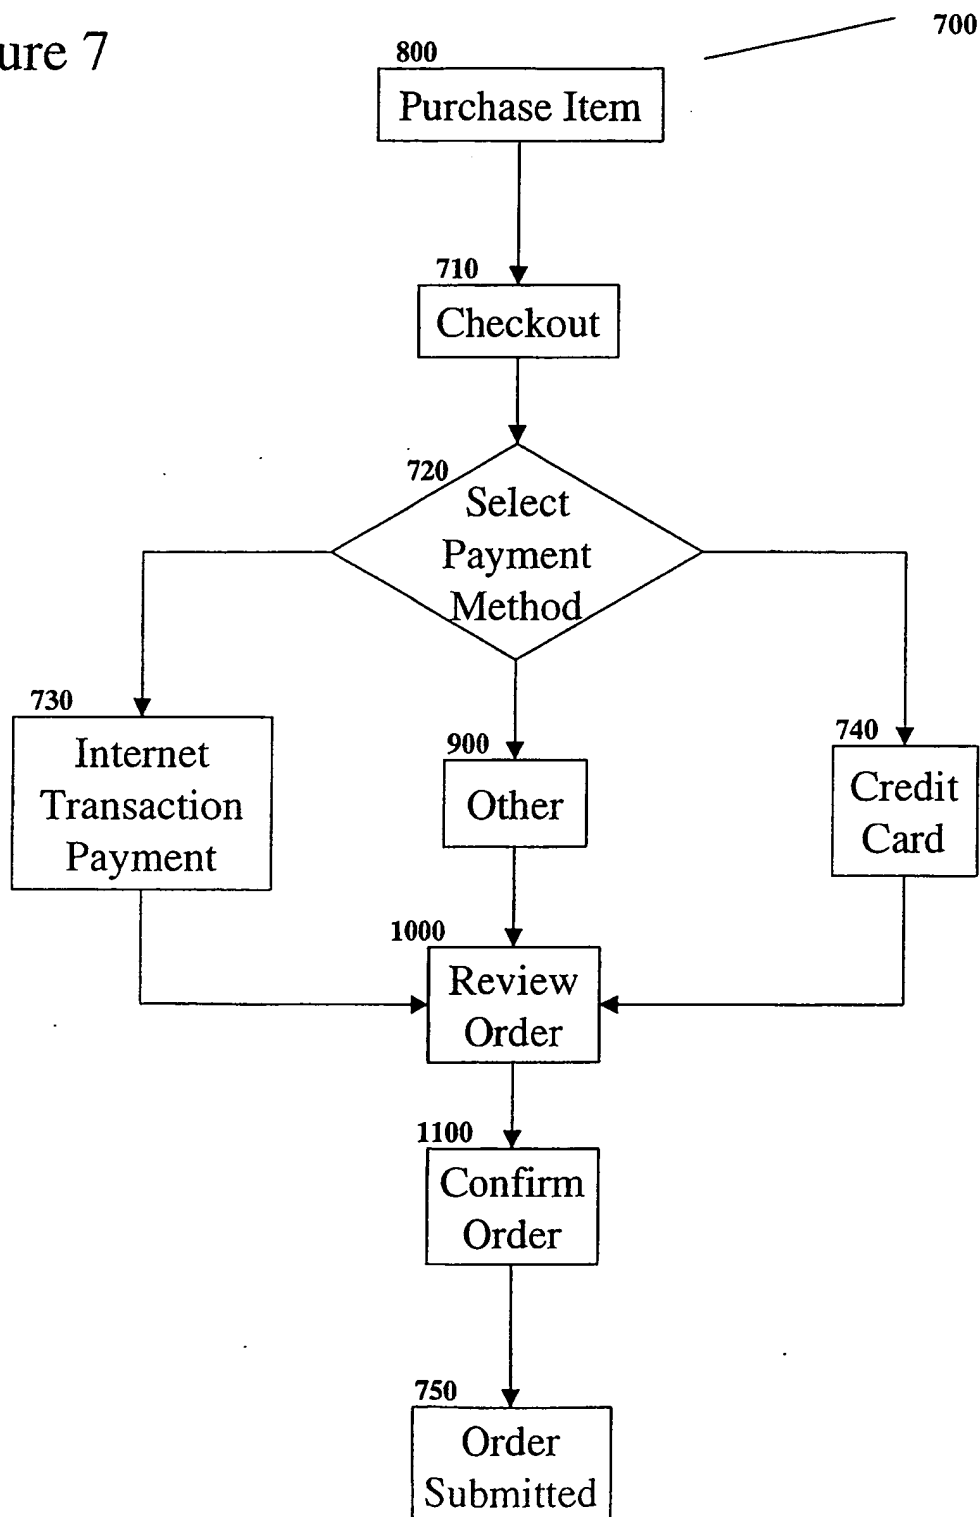 ure 7
700
800
Purchase Item
710
Checkout
720
Select
Payment
Method
730
Internet
Transaction
Payment
900
Other
740
Credit
Card
1000
Review
Order
1100
Confirm
Order
750
Order
Submitted